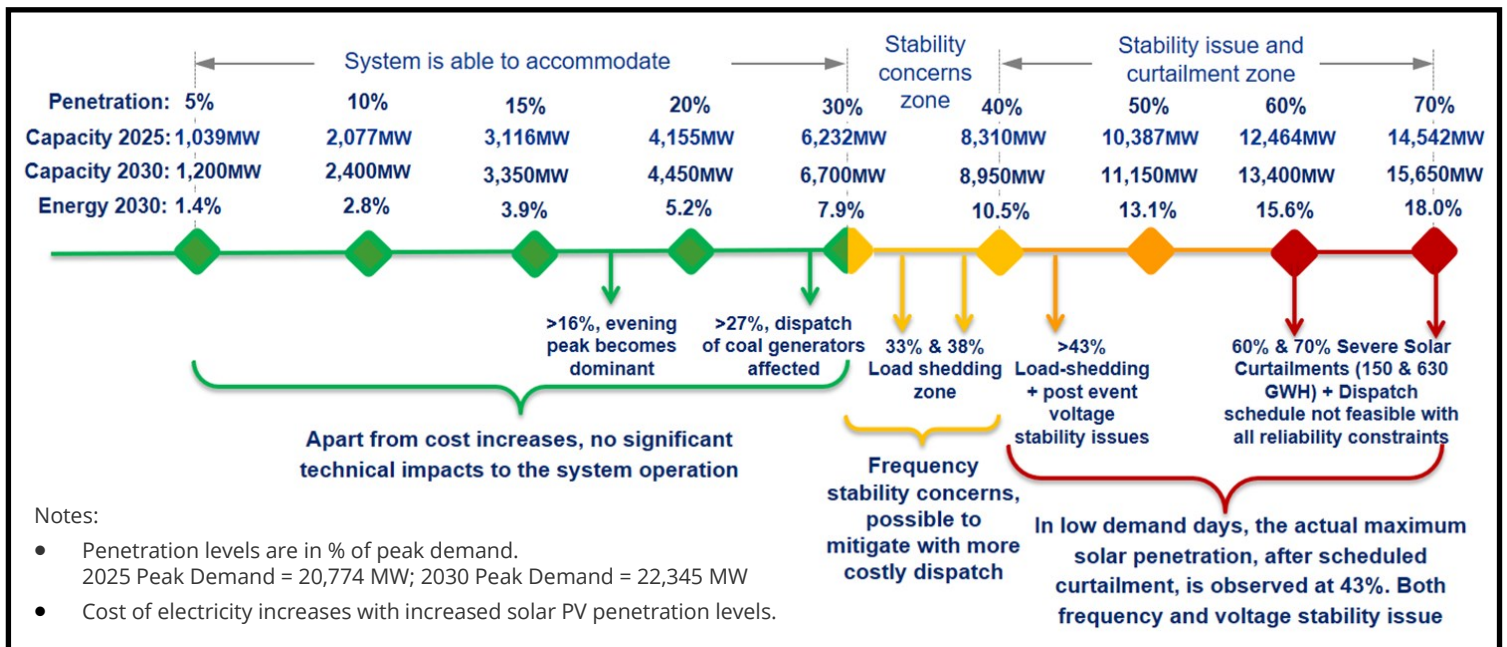 System is able to accommodate
Stability
concerns
zone
Stability issue and
curtailment zone
Penetration: 5% 10% 15% 20% 30% 40% 50% 60% 70%
Capacity 2025: 1,039MW 2,077MW 3,116MW 4,155MW 6,232MW 8,310MW 10,387MW 12,464MW 14,542MW
Capacity 2030: 1,200MW 2,400MW 3,350MW 4,450MW 6,700MW 8,950MW 11,150MW 13,400MW 15,650MW
Energy 2030: 1.4% 2.8% 3.9% 5.2% 7.9% 10.5% 13.1% 15.6% 18.0%
>16%, evening
peak becomes
dominant
>27%, dispatch
of coal generators
affected
33% & 38%
Load shedding
zone
>43%
Load-shedding
+ post event
voltage
stability issues
60% & 70% Severe Solar
Curtailments (150 & 630
GWH) + Dispatch
schedule not feasible with
all reliability constraints
Apart from cost increases, no significant
technical impacts to the system operation
Frequency
stability concerns,
possible to
mitigate with more
costly dispatch
In low demand days, the actual maximum
solar penetration, after scheduled
curtailment, is observed at 43%. Both
frequency and voltage stability issue
Notes:
● Penetration levels are in % of peak demand.
2025 Peak Demand = 20,774 MW; 2030 Peak Demand = 22,345 MW
● Cost of electricity increases with increased solar PV penetration levels.